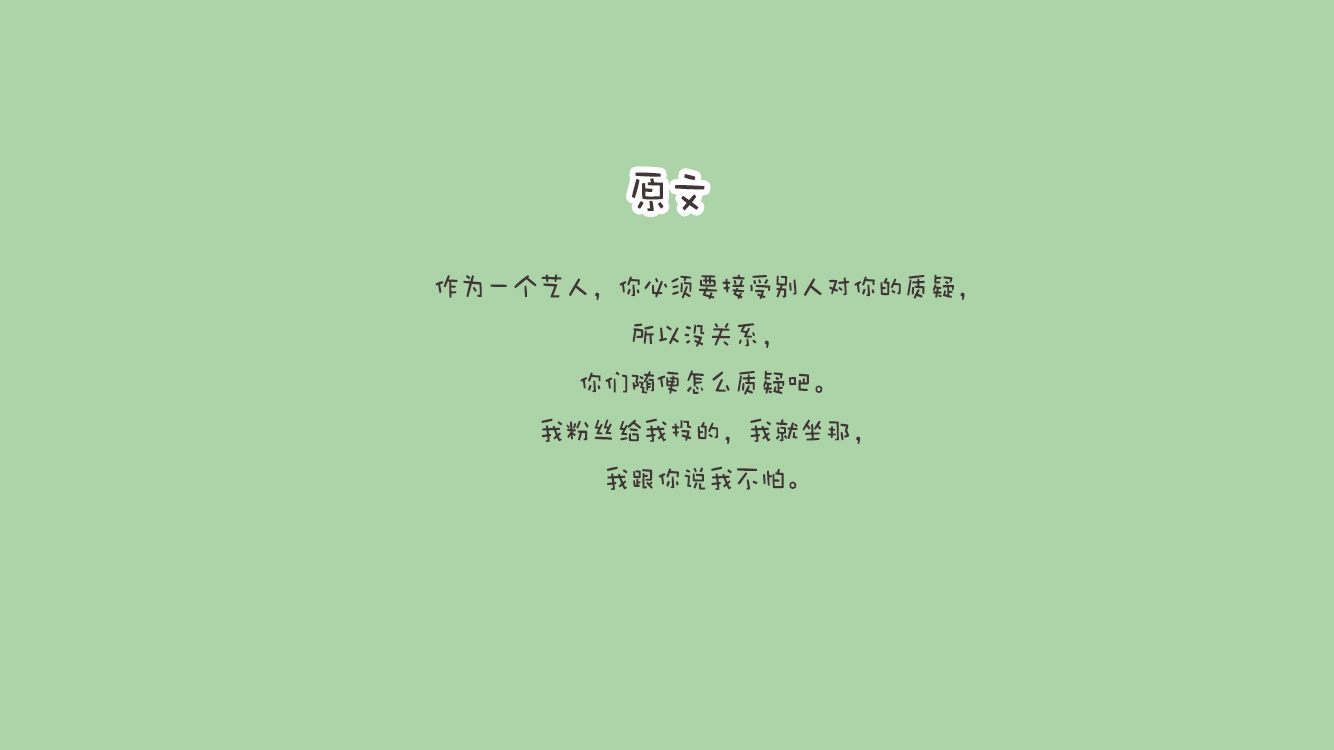 原文
作为一个艺人，你必须要接受别人对你的质疑，
所以没关系，
你们随便怎么质疑吧。
我粉丝给我投的，我就坐那，
我跟你说我不怕。